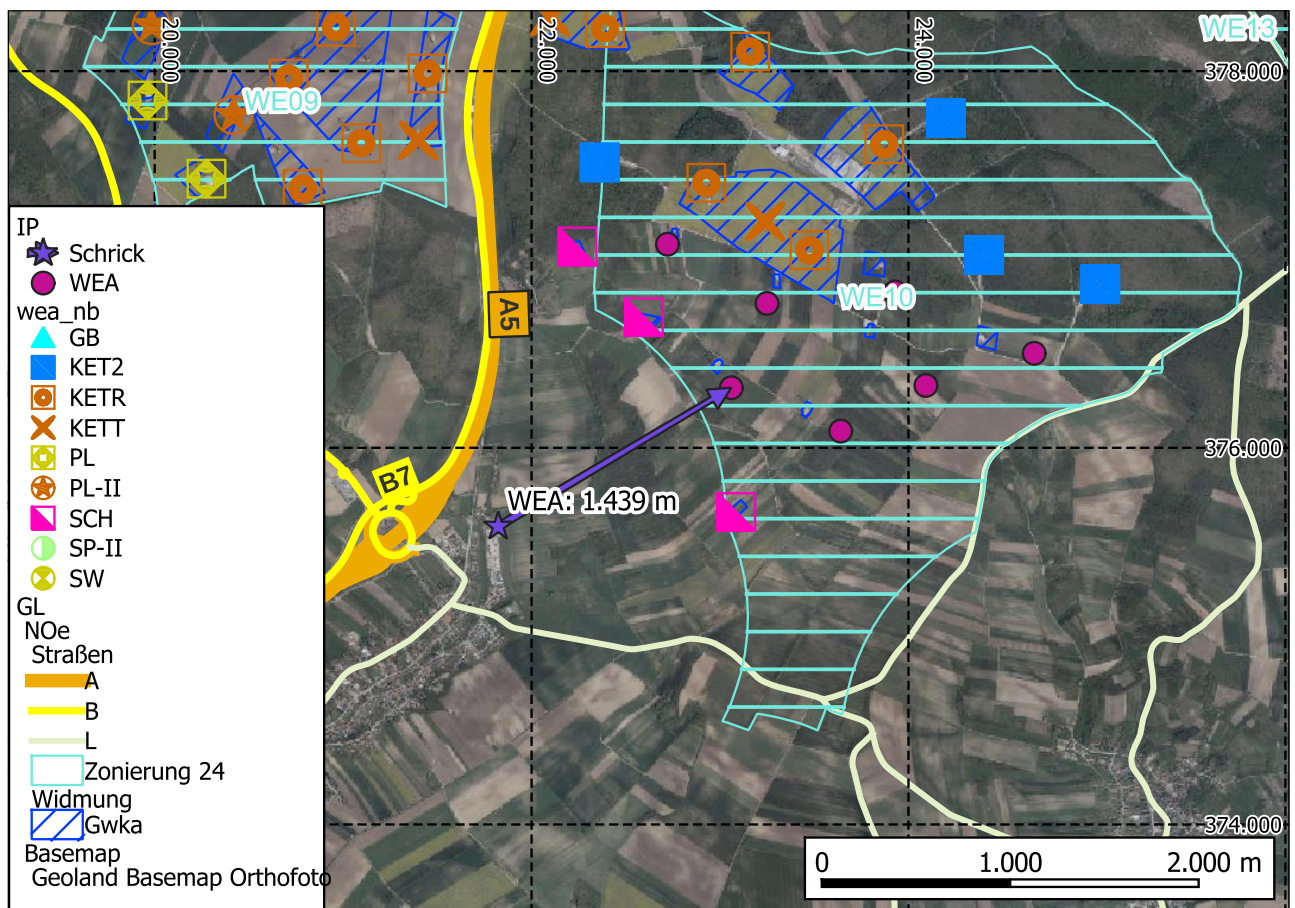 20.000
22.000
24.000
WE13
378.000
WE09
IP
Schrick
WEA
wea_nb
GB
KET2
KETR
KETT
PL
PL-II
SCH
SP-II
SW
GL
NOe
Straßen
A
B
L
Zonierung 24
Widmung
Gwka
Basemap
Geoland Basemap Orthofoto
A5
WE10
376.000
B7
WEA: 1.439 m
374.000
0 1.000 2.000 m